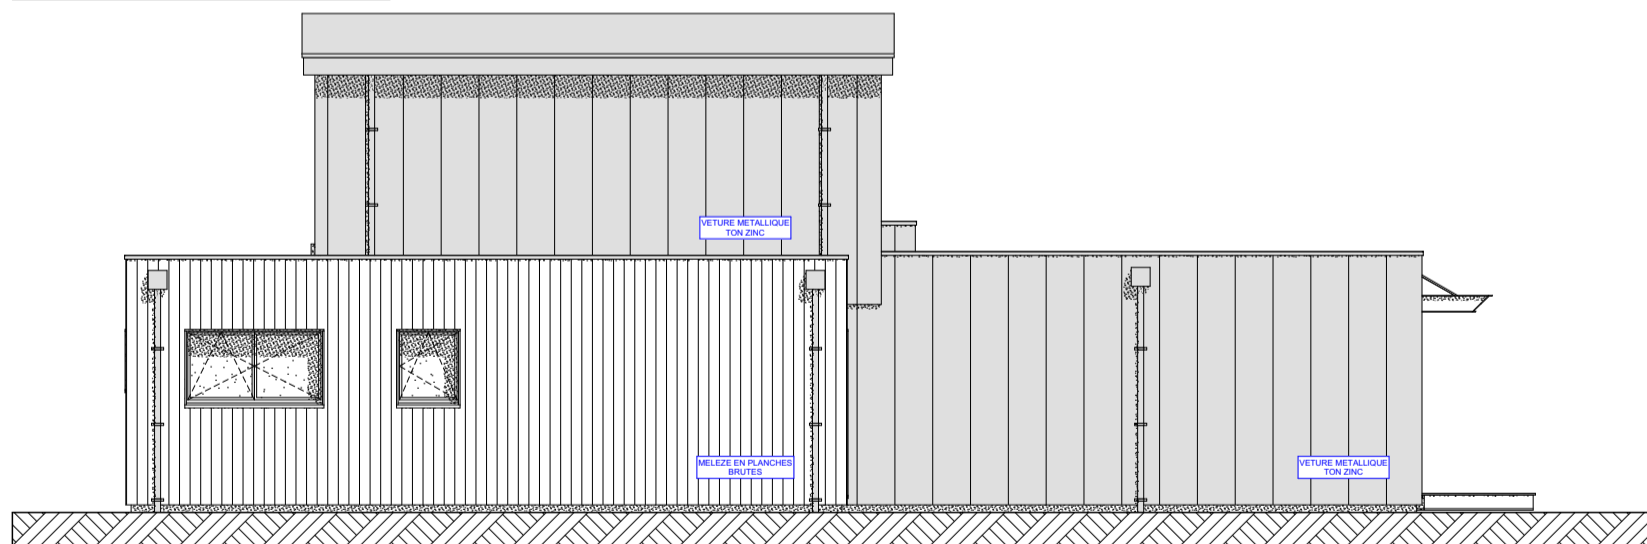 VETURE METALLIQUE
TON ZINC
MELEZE EN PLANCHES
BRUTES
VETURE METALLIQUE
TON ZINC